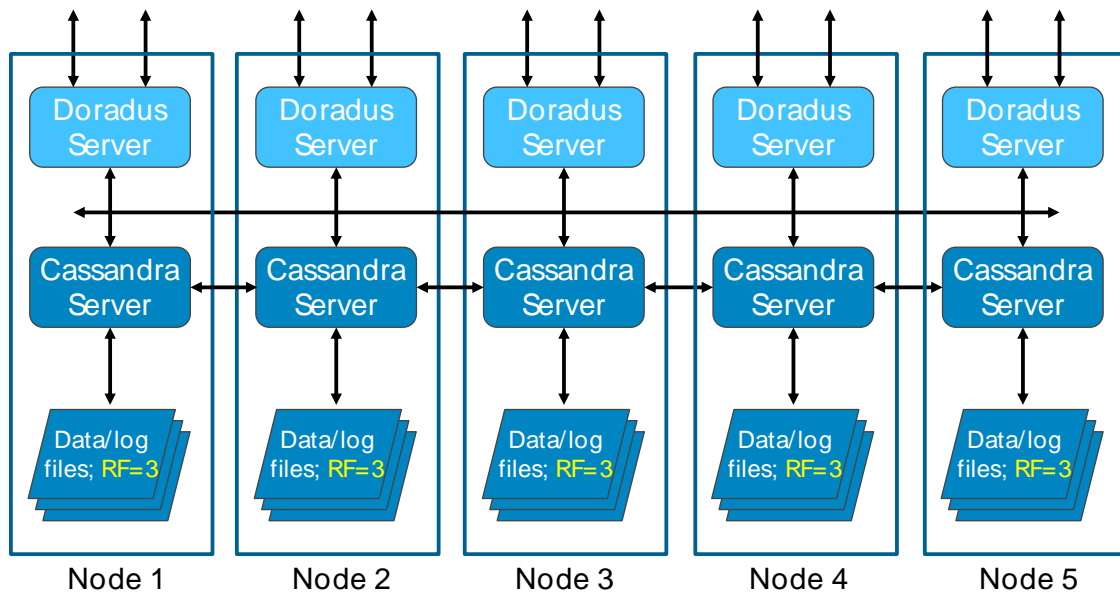 Doradus
Server
Doradus
Server
Doradus
Server
Doradus
Server
Doradus
Server
Cassandra
Server
Cassandra
Server
Cassandra
Server
Cassandra
Server
Cassandra
Server
Data/log
files; RF=3
Data/log
files; RF=3
Data/log
files; RF=3
Data/log
files; RF=3
Data/log
files; RF=3
Node 1
Node 2
Node 3
Node 4
Node 5